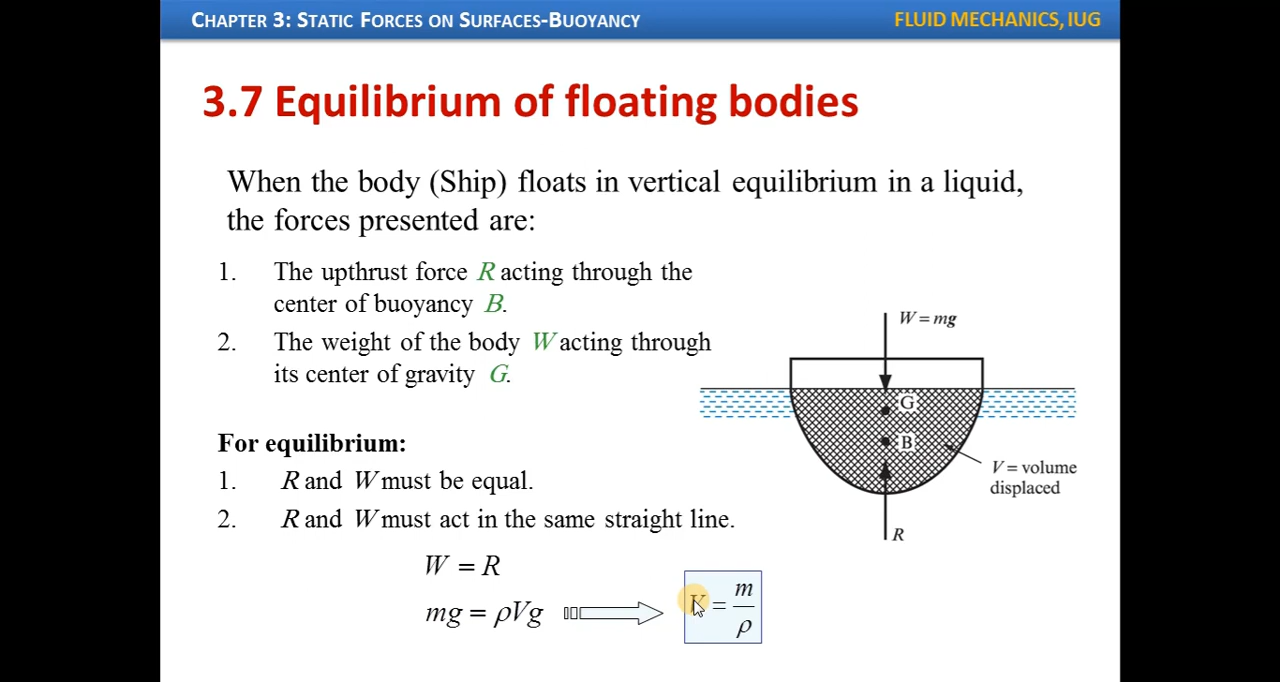 CHAPTER 3: STATIC FORCES ON SURFACES-BUOYANCY
FLUID MECHANICS, IUG
3.7 Equilibrium of floating bodies
When the body (Ship) floats in vertical equilibrium in a liquid,
the forces presented are:
1. The upthrust force R acting through the
center of buoyancy B.
2. The weight of the body W acting through
its center of gravity G.
W = mg
G
B
V = volume
displaced
R
For equilibrium:
1. R and W must be equal.
2. R and W must act in the same straight line.
W = R
mg = ρVg
V = m/ρ